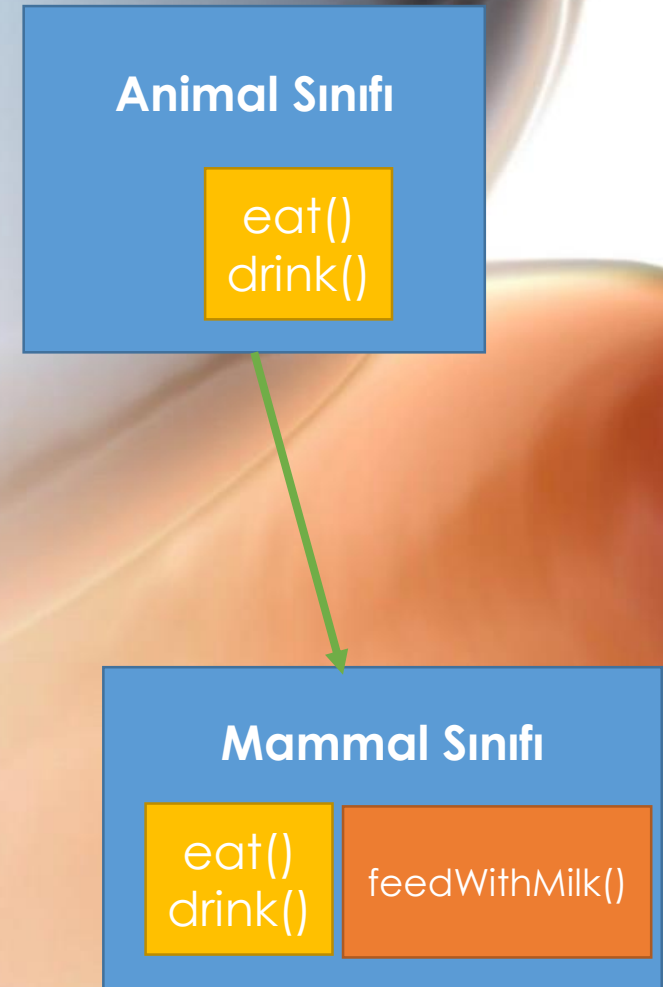 Animal Sınıfı
eat()
drink()
Mammal Sınıfı
eat()
drink()
feedWithMilk()